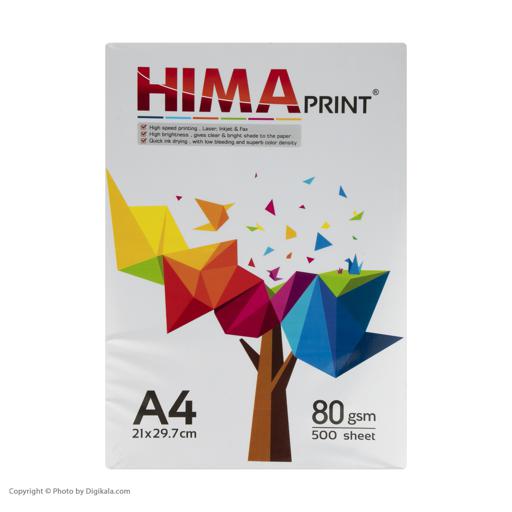 HIMA PRINT®
High speed printing . Laser, Inkjet & Fax
High brightness . gives clear & bright shade to the paper
Quick ink drying . with low bleeding and superb color density
A4
21x29.7cm
80 gsm
500 sheet
Copyright © Photo by Digikala.com